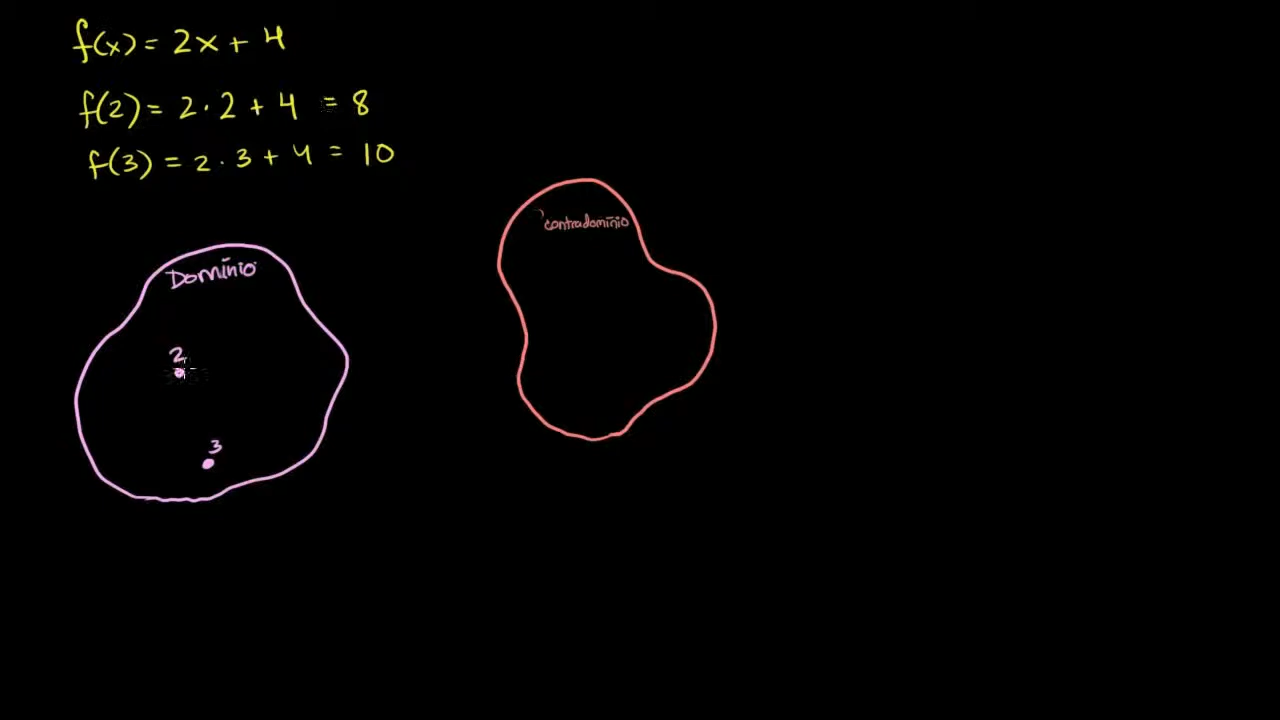 f(x) = 2x + 4
f(2) = 2 · 2 + 4 = 8
f(3) = 2 · 3 + 4 = 10
contradomínio
Domínio
2
3